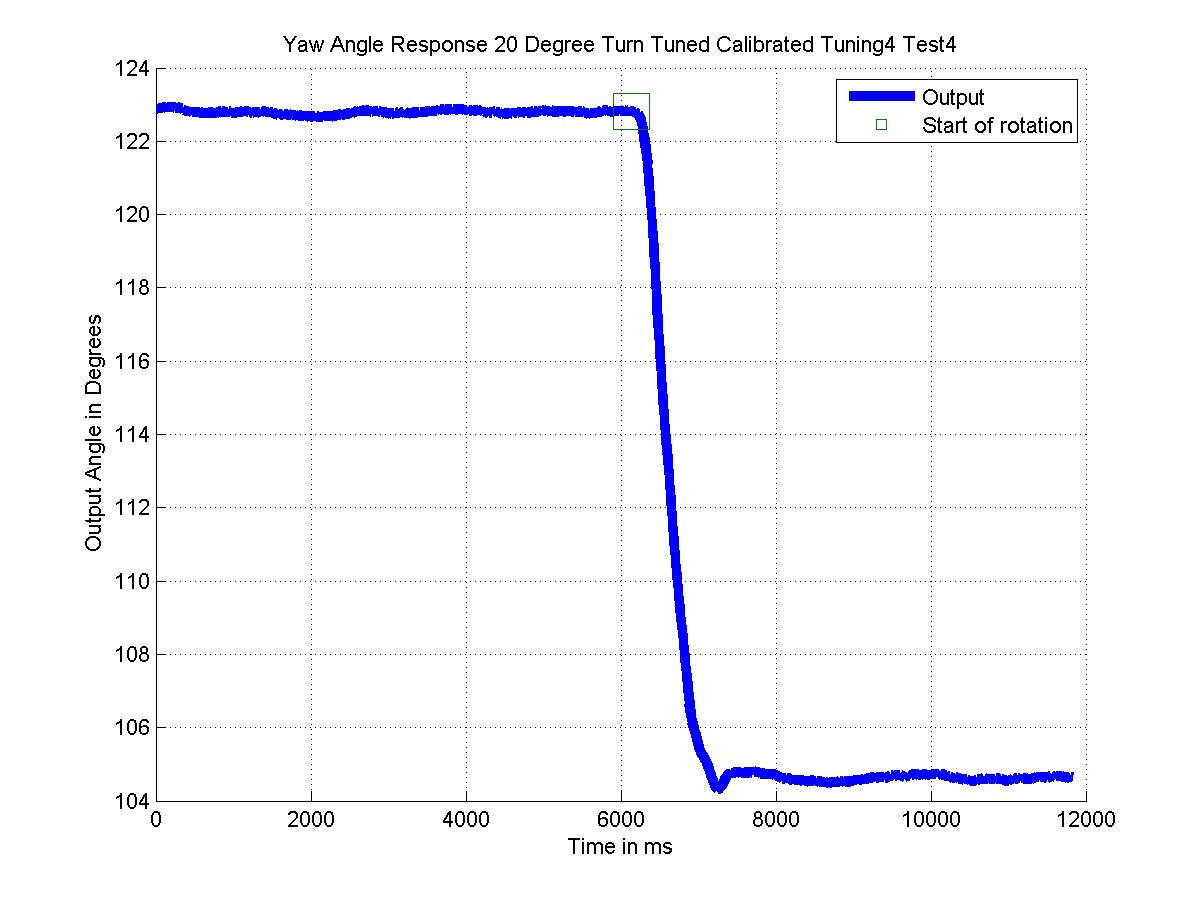 Yaw Angle Response 20 Degree Turn Tuned Calibrated Tuning4 Test4
Output
Start of rotation
Output Angle in Degrees
124
122
120
118
116
114
112
110
108
106
104
0 2000 4000 6000 8000 10000 12000
Time in ms